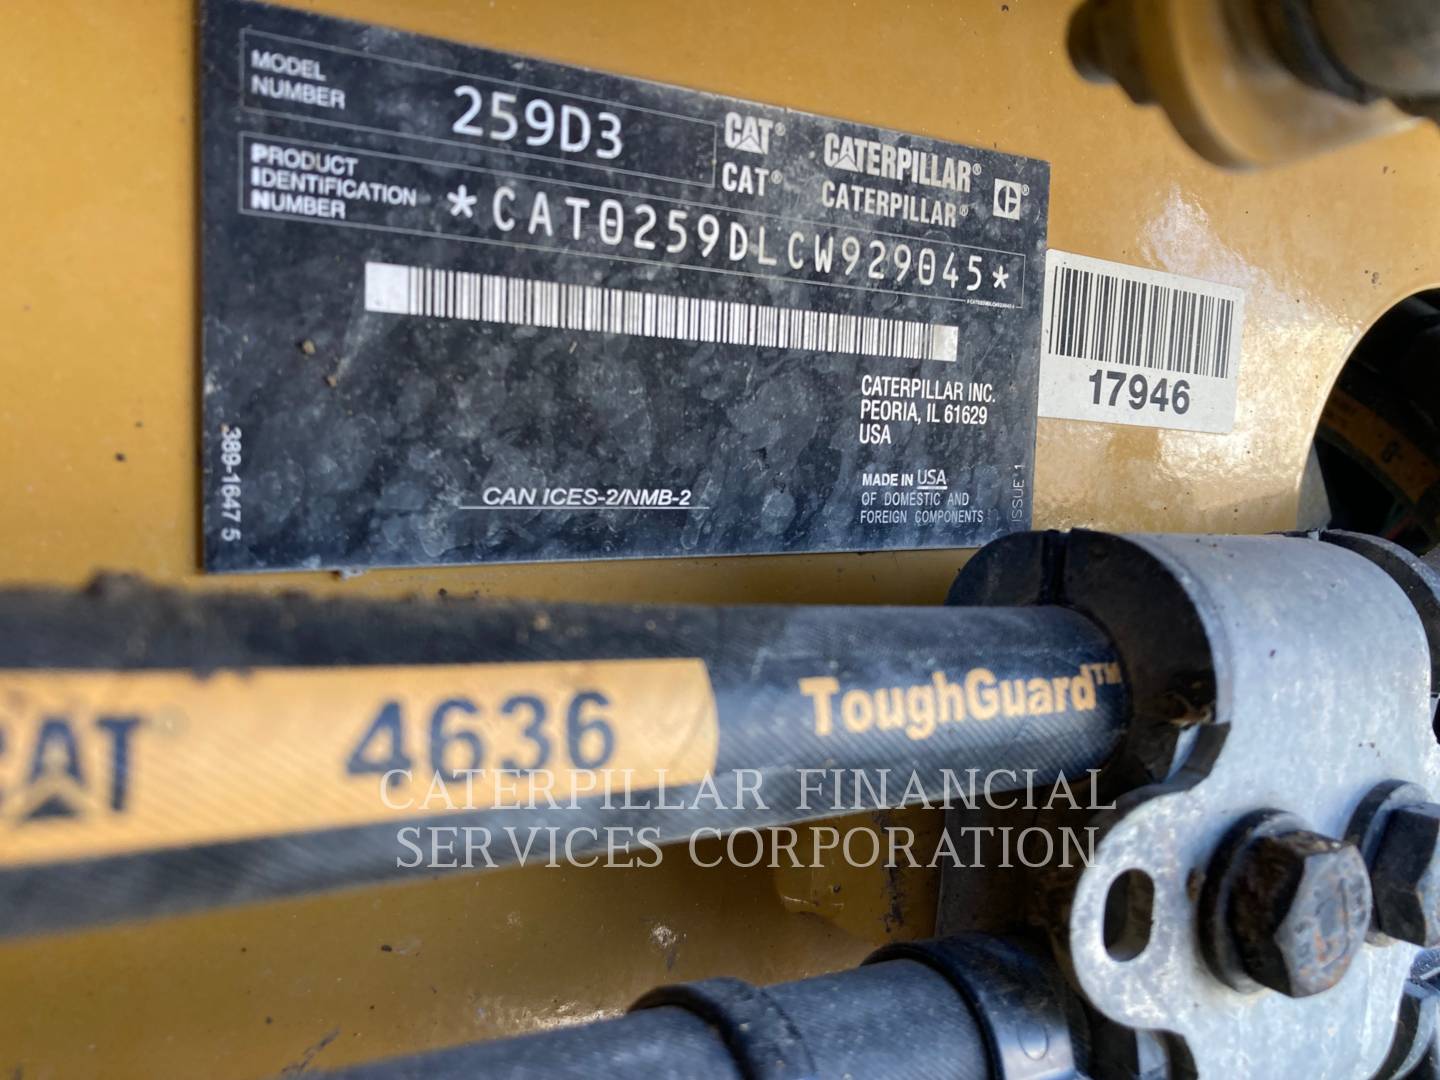 MODEL
NUMBER
259D3
CAT® CATERPILLAR®
CAT® CATERPILLAR®
PRODUCT
IDENTIFICATION
NUMBER
*CAT0259DLCW929045*
CATERPILLAR INC.
PEORIA, IL 61629
USA
MADE IN USA
OF DOMESTIC AND
FOREIGN COMPONENTS
CAN ICES-2/NMB-2
389-1647 5
ISSUE 1
17946
CAT 4636 ToughGuard™
CATERPILLAR FINANCIAL
SERVICES CORPORATION